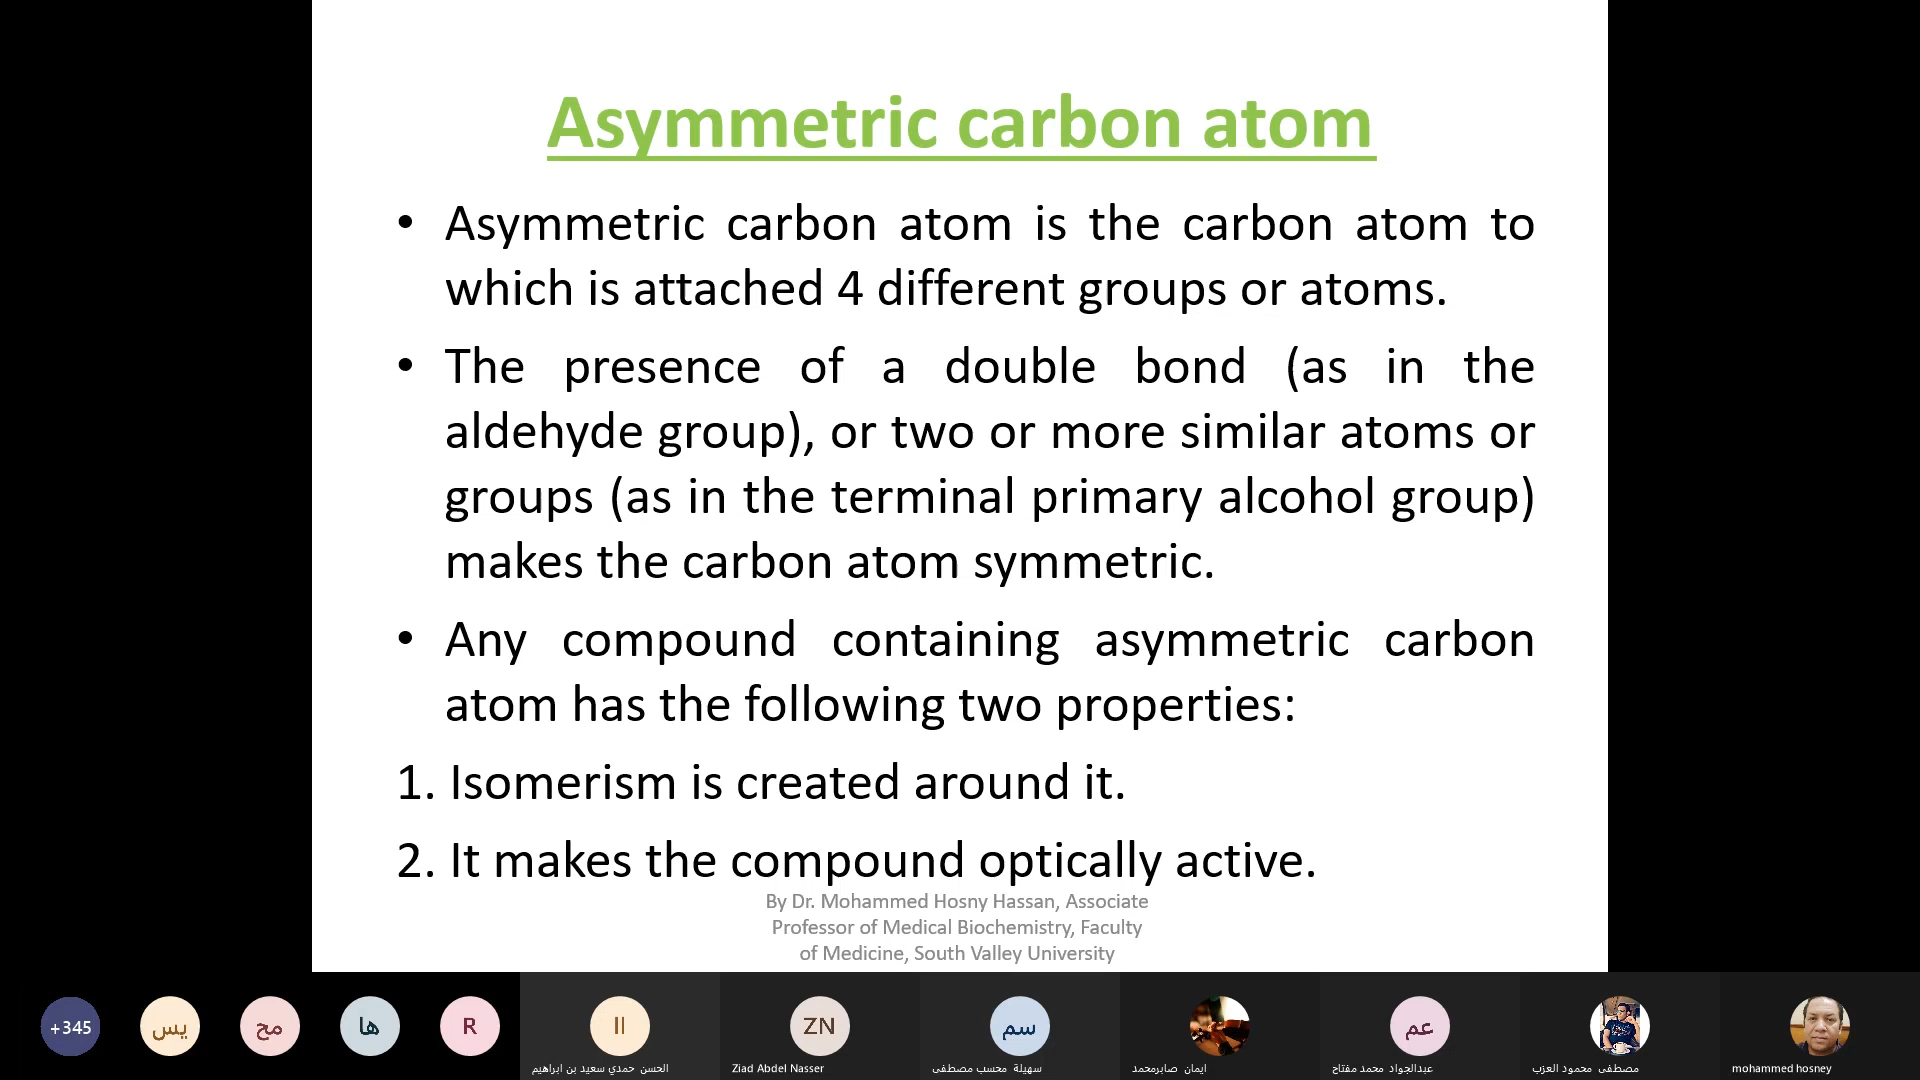 Asymmetric carbon atom
• Asymmetric carbon atom is the carbon atom to
which is attached 4 different groups or atoms.
• The presence of a double bond (as in the
aldehyde group), or two or more similar atoms or
groups (as in the terminal primary alcohol group)
makes the carbon atom symmetric.
• Any compound containing asymmetric carbon
atom has the following two properties:
1. Isomerism is created around it.
2. It makes the compound optically active.
By Dr. Mohammed Hosny Hassan, Associate
Professor of Medical Biochemistry, Faculty
of Medicine, South Valley University
+345
يس
مح
ها
R
اا
ZN
سم
عم
الحسن حمدي سعيد بن ابراهيم
Ziad Abdel Nasser
سهيلة محسب مصطفى
ايمان صابرمحمد
عبدالجواد محمد مفتاح
مصطفى محمود العزب
mohammed hosney